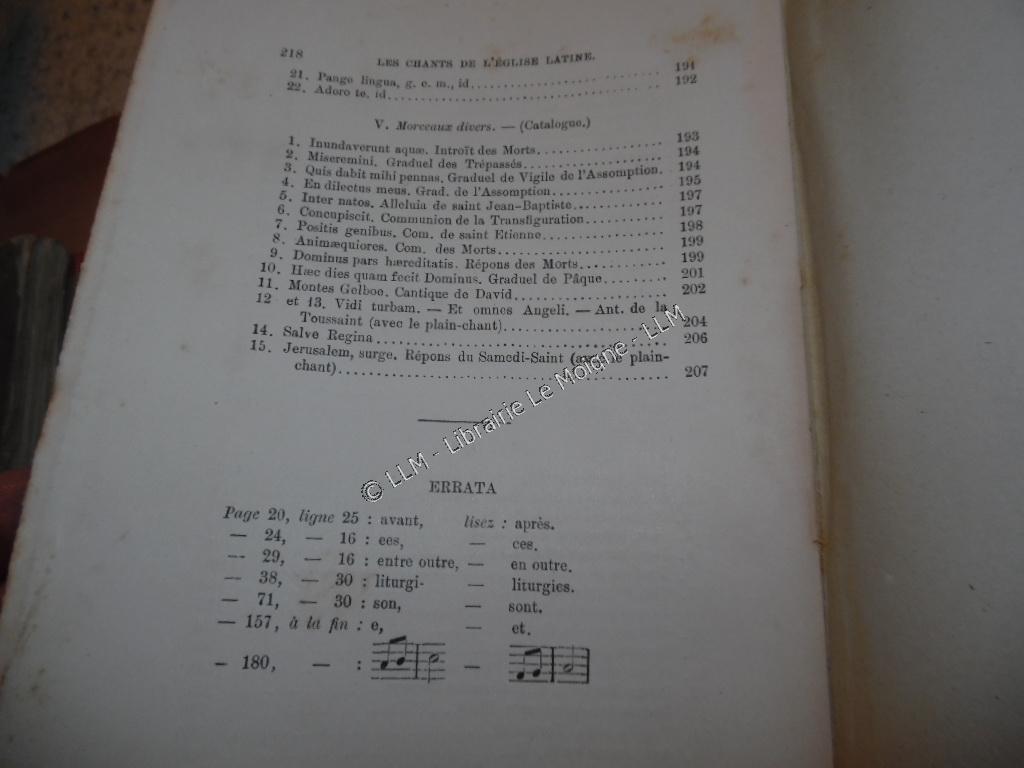 218
LES CHANTS DE L'ÉGLISE LATINE.
21. Pange lingua, g. e. m., id. 191
22. Adoro te, id. 192
V. Morceaux divers. — (Catalogue.)
1. Inundaverunt aquæ. Introït des Morts. 193
2. Miseremini. Graduel des Trépassés. 194
3. Quis dabit mihi pennas. Graduel de Vigile de l'Assomption. 194
4. En dilectus meus. Grad. de l'Assomption. 195
5. Inter natos. Alleluia de saint Jean-Baptiste. 197
6. Concupiscit. Communion de la Transfiguration. 197
7. Positis genibus. Com. de saint Etienne. 198
8. Animæquiores. Com. des Morts. 199
9. Dominus pars hæreditatis. Répons des Morts. 199
10. Hæc dies quam fecit Dominus. Graduel de Pâque. 201
11. Montes Gelboe. Cantique de David. 202
12 et 13. Vidi turbam. — Et omnes Angeli. — Ant. de la
Toussaint (avec le plain-chant). 204
14. Salve Regina. 206
15. Jerusalem, surge. Répons du Samedi-Saint (avec le plain-
chant). 207
© LLM - Librairie Le Moigne - LLM
ERRATA
Page 20, ligne 25 : avant, lisez : après.
— 24, — 16 : ees, — ces.
— 29, — 16 : entre outre, — en outre.
— 38, — 30 : liturgi- — liturgies.
— 71, — 30 : son, — sont.
— 157, à la fin : e, — et.
— 180, — : —